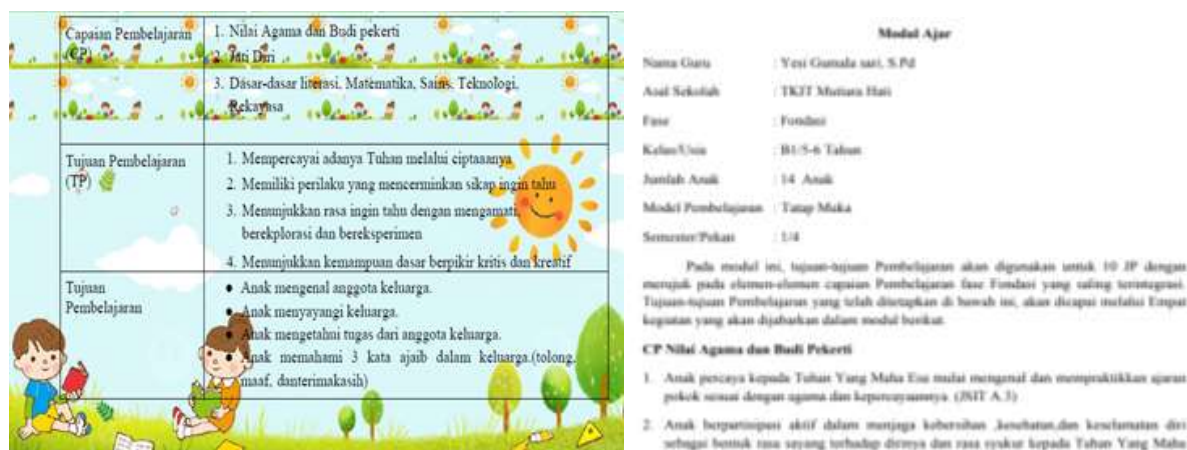 Capaian Pembelajaran
(CP)
1. Nilai Agama dan Budi pekerti
2. Jati Diri
3. Dasar-dasar literasi, Matematika, Sains, Teknologi,
Rekayasa
Tujuan Pembelajaran
(TP)
1. Mempercayai adanya Tuhan melalui ciptaaanya
2. Memiliki perilaku yang mencerminkan sikap ingin tahu
3. Menunjukkan rasa ingin tahu dengan mengamati,
berekplorasi dan bereksperimen
4. Menunjukkan kemampuan dasar berpikir kritis dan kreatif
Tujuan
Pembelajaran
● Anak mengenal anggota keluarga.
● Anak menyayangi keluarga.
● Anak mengetahui tugas dari anggota keluarga.
● Anak memahami 3 kata ajaib dalam keluarga.(tolong,
maaf, danterimakasih)
Modul Ajar
Nama Guru : Yesi Gumala sari, S.Pd
Asal Sekolah : TKIT Mutiara Hati
Fase : Fondasi
Kelas/Usia : B1/5-6 Tahun
Jumlah Anak : 14 Anak
Model Pembelajaran : Tatap Muka
Semester/Pekan : 1/4
Pada modul ini, tujuan-tujuan Pembelajaran akan digunakan untuk 10 JP dengan
merujuk pada elemen-elemen capaian Pembelajaran fase Fondasi yang saling terintegrasi.
Tujuan-tujuan Pembelajaran yang telah ditetapkan di bawah ini, akan dicapai melalui Empat
kegiatan yang akan dijabarkan dalam modul berikut.
CP Nilai Agama dan Budi Pekerti
1. Anak percaya kepada Tuhan Yang Maha Esa mulai mengenal dan mempraktikkan ajaran
pokok sesuai dengan agama dan kepercayaannya. (JSIT A.3)
2. Anak berpartisipasi aktif dalam menjaga kebersihan ,kesehatan,dan keselamatan diri
sebagai bentuk rasa sayang terhadap dirinya dan rasa syukur kepada Tuhan Yang Maha